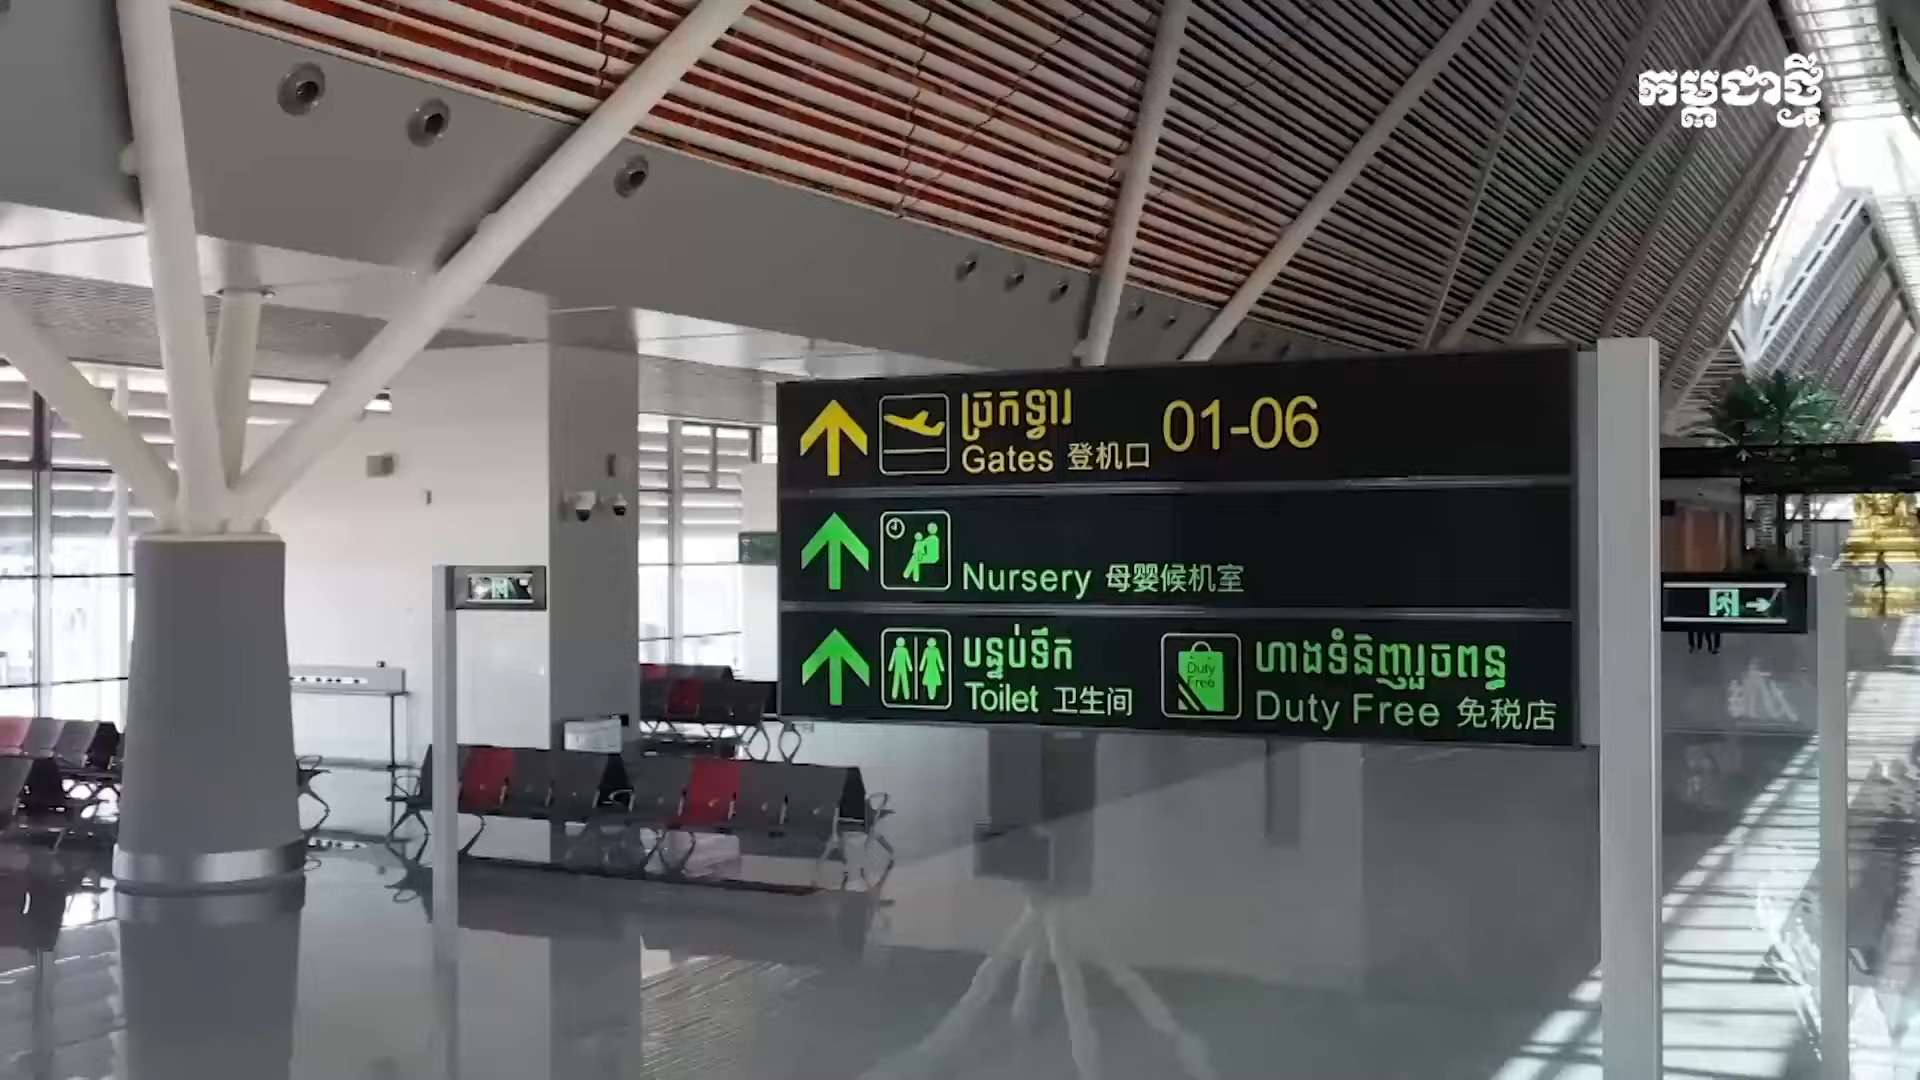 កម្ពុជាថ្មី
ច្រកទ្វារ
Gates 登机口 01-06
Nursery 母婴候机室
បន្ទប់ទឹក
Toilet 卫生间
Duty Free
ហាងទំនិញរួចពន្ធ
Duty Free 免税店